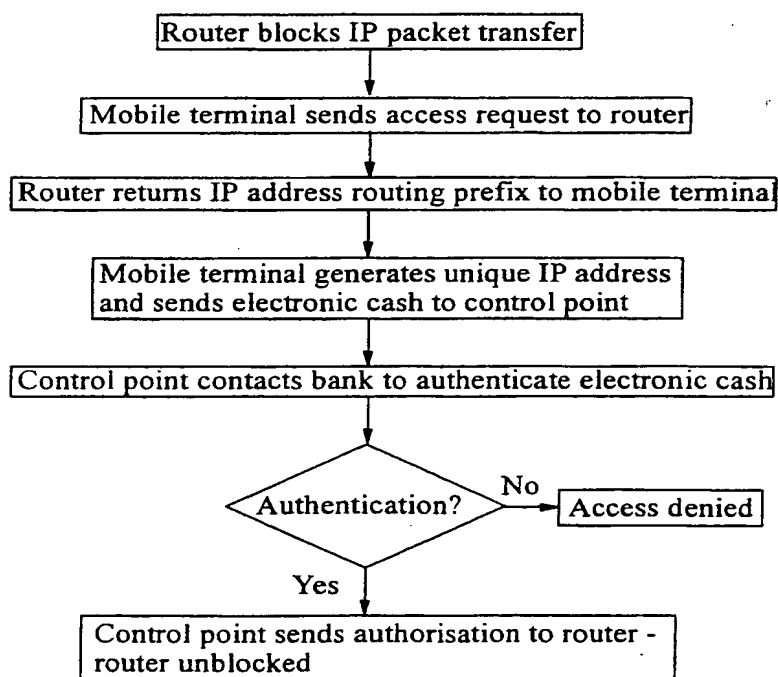 Router blocks IP packet transfer
Mobile terminal sends access request to router
Router returns IP address routing prefix to mobile terminal
Mobile terminal generates unique IP address
and sends electronic cash to control point
Control point contacts bank to authenticate electronic cash
Authentication?
No
Access denied
Yes
Control point sends authorisation to router -
router unblocked